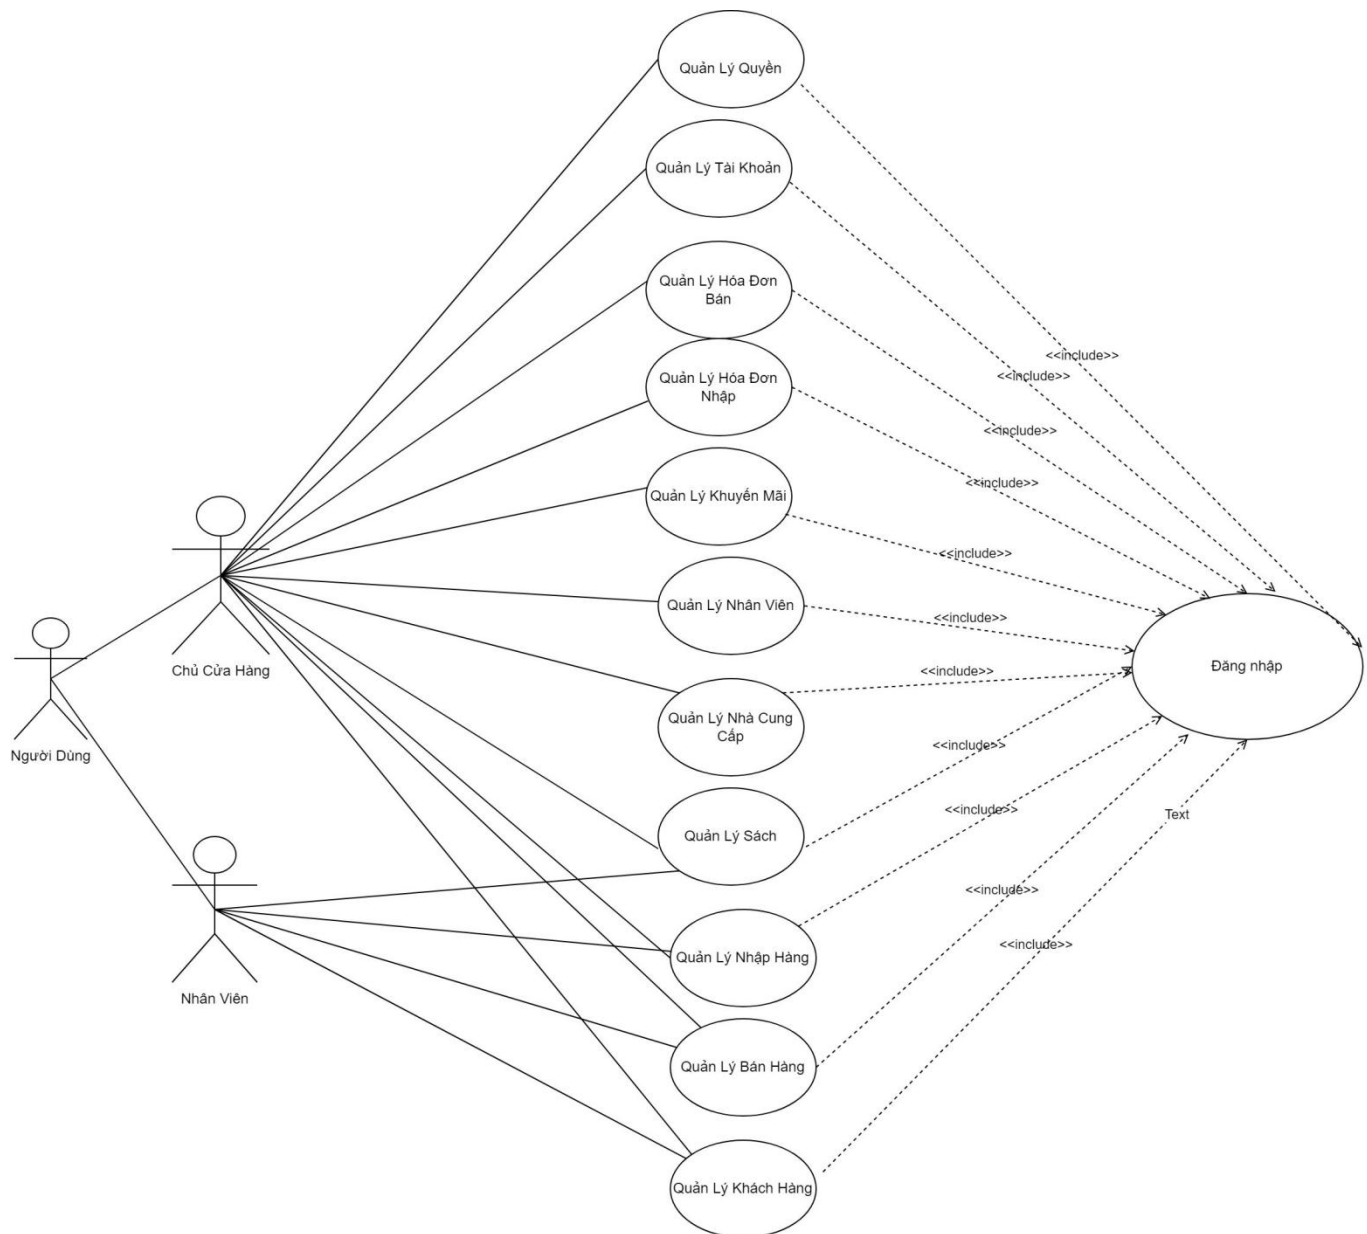 Quản Lý Quyền
Quản Lý Tài Khoản
Quản Lý Hóa Đơn
Bán
<<include>>
<<include>>
Quản Lý Hóa Đơn
Nhập
<<include>>
<<include>>
Quản Lý Khuyến Mãi
<<include>>
Quản Lý Nhân Viên
<<include>>
Chủ Cửa Hàng
<<include>>
Đăng nhập
Quản Lý Nhà Cung
Cấp
<<include>>
Người Dùng
Quản Lý Sách
<<include>>
Text
<<include>>
Quản Lý Nhập Hàng
<<include>>
Nhân Viên
Quản Lý Bán Hàng
Quản Lý Khách Hàng